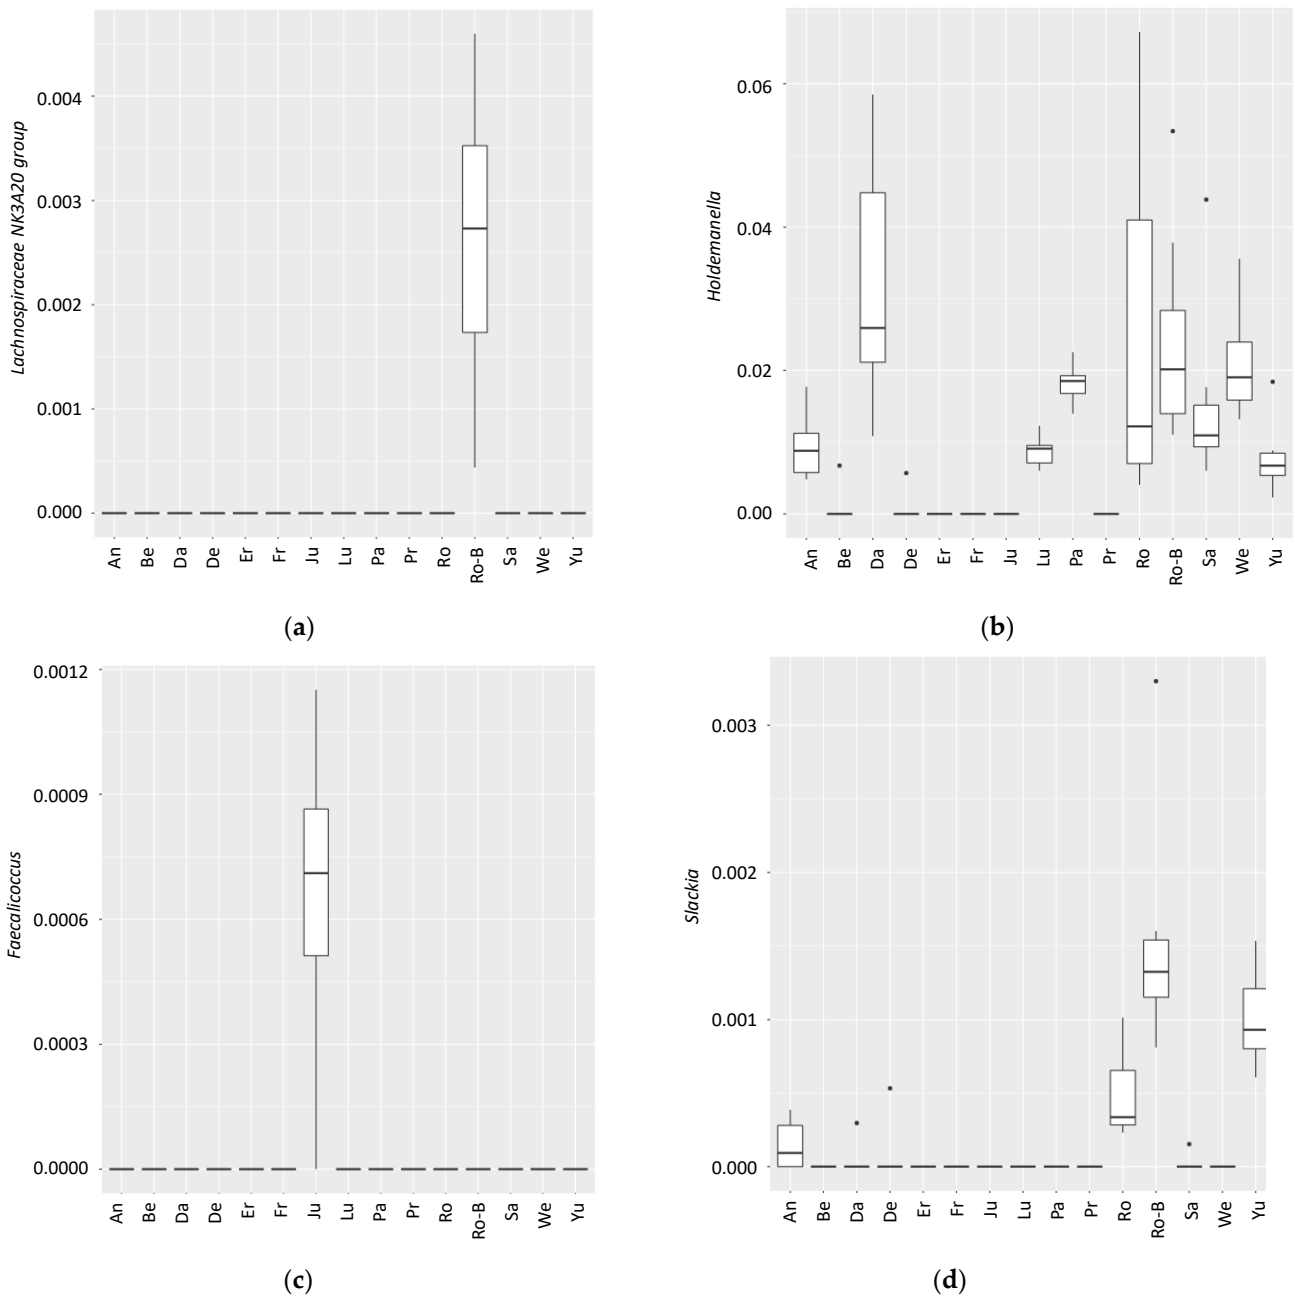 Lachnospiraceae NK3A20 group
0.004
0.003
0.002
0.001
0.000
An Be Da De Er Fr Ju Lu Pa Pr Ro Ro-B Sa We Yu
(a)
Holdemanella
0.06
0.04
0.02
0.00
An Be Da De Er Fr Ju Lu Pa Pr Ro Ro-B Sa We Yu
(b)
Faecalicoccus
0.0012
0.0009
0.0006
0.0003
0.0000
An Be Da De Er Fr Ju Lu Pa Pr Ro Ro-B Sa We Yu
(c)
Slackia
0.003
0.002
0.001
0.000
An Be Da De Er Fr Ju Lu Pa Pr Ro Ro-B Sa We Yu
(d)